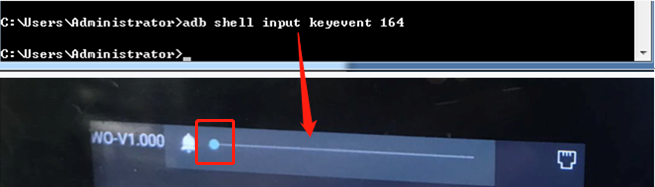 C:\Users\Administrator>adb shell input keyevent 164
C:\Users\Administrator>_
WO-V1.000